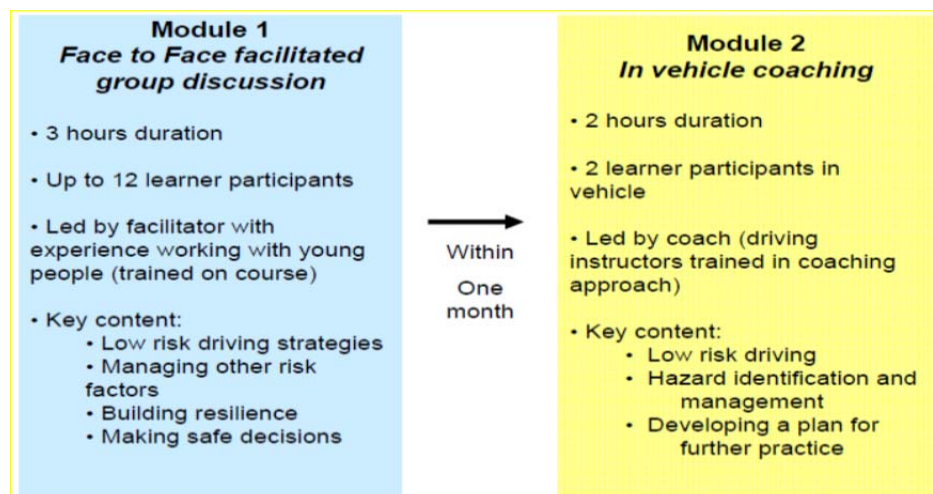 Module 1
Face to Face facilitated
group discussion
• 3 hours duration
• Up to 12 learner participants
• Led by facilitator with
experience working with young
people (trained on course)
• Key content:
• Low risk driving strategies
• Managing other risk
factors
• Building resilience
• Making safe decisions
Within
One
month
Module 2
In vehicle coaching
• 2 hours duration
• 2 learner participants in
vehicle
• Led by coach (driving
instructors trained in coaching
approach)
• Key content:
• Low risk driving
• Hazard identification and
management
• Developing a plan for
further practice